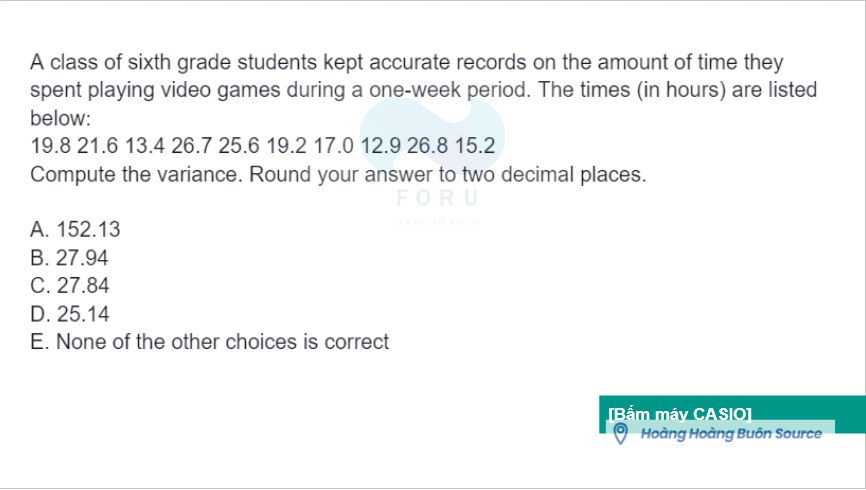 A class of sixth grade students kept accurate records on the amount of time they
spent playing video games during a one-week period. The times (in hours) are listed
below:
19.8 21.6 13.4 26.7 25.6 19.2 17.0 12.9 26.8 15.2
Compute the variance. Round your answer to two decimal places.
FORU
A. 152.13
B. 27.94
C. 27.84
D. 25.14
E. None of the other choices is correct
[Bấm máy CASIO]
Hoàng Hoàng Buôn Source